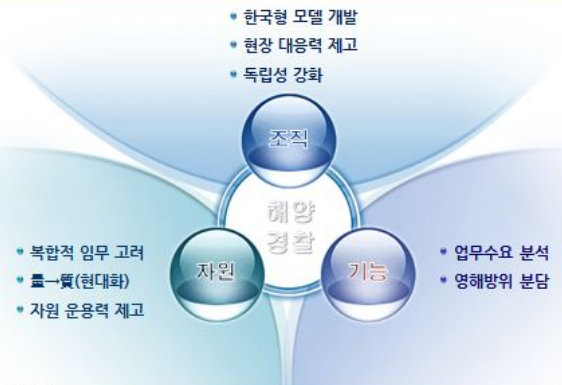 • 한국형 모델 개발
• 현장 대응력 제고
• 독립성 강화
조직
해양
경찰
자원
기능
• 복합적 임무 고려
• 量→質(현대화)
• 자원 운용력 제고
• 업무수요 분석
• 영해방위 분담